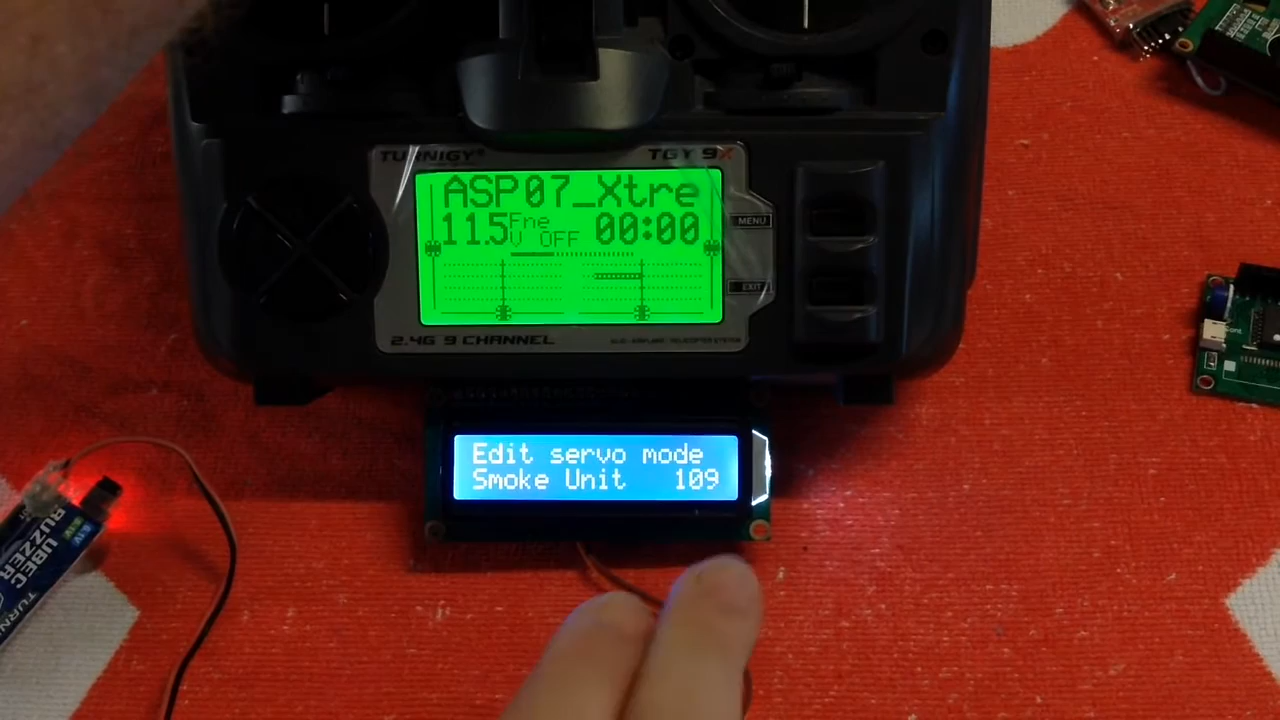 TURNIGY
TGY 9X
ASP07_Xtre
11.5 Fne 00:00
V OFF
MENU
EXIT
2.4G 9 CHANNEL
Edit servo mode
Smoke Unit 109
UBEC
BUZZER